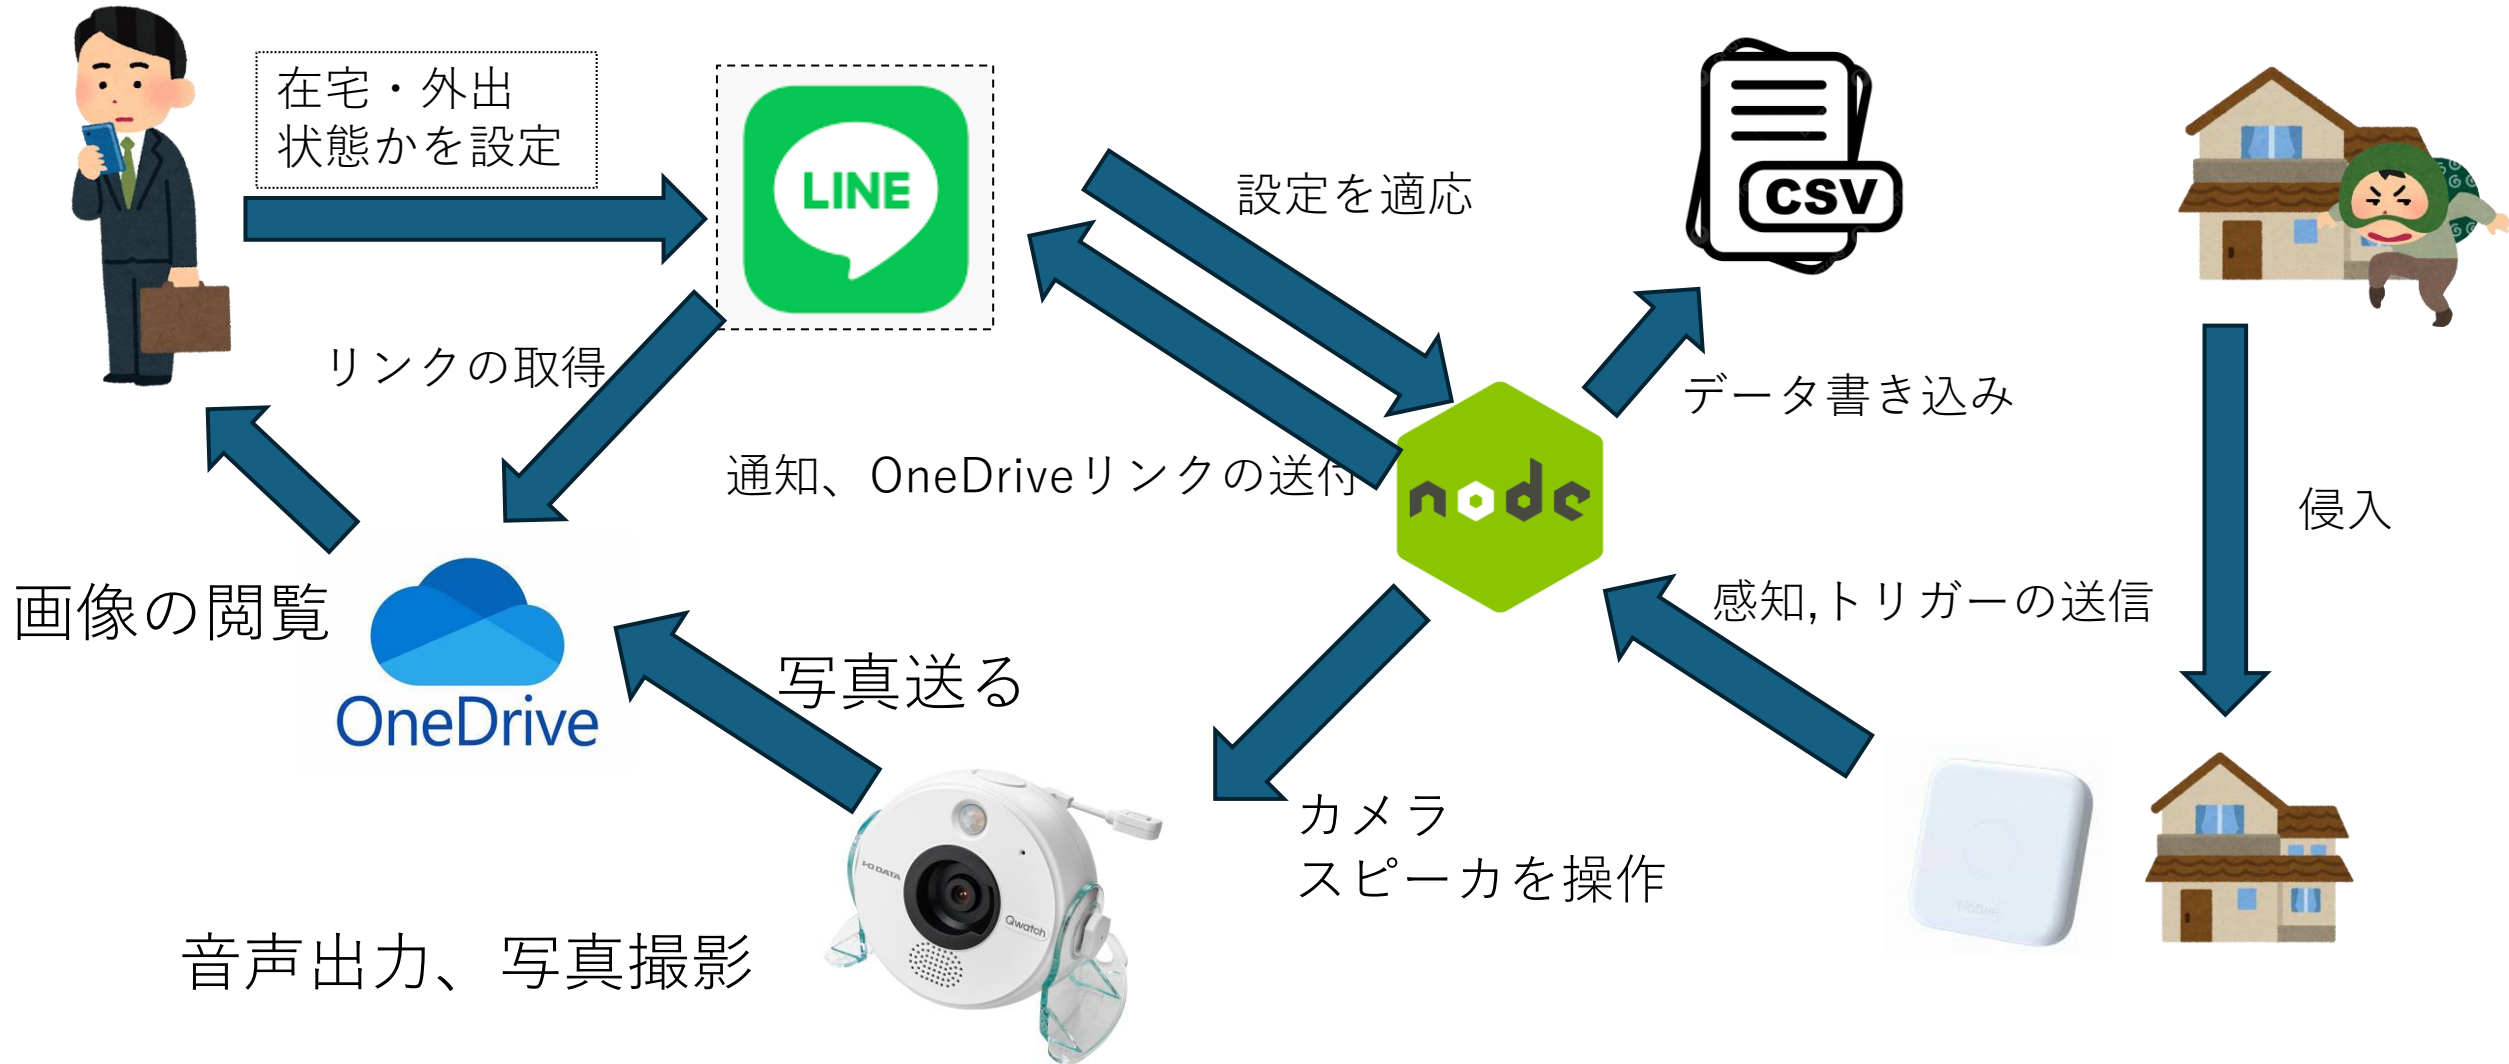 在宅・外出
状態かを設定
LINE
設定を適応
CSV
リンクの取得
データ書き込み
通知、OneDriveリンクの送付
node
侵入
画像の閲覧
感知,トリガーの送信
写真送る
OneDrive
カメラ
スピーカを操作
I-O DATA
Qwatch
音声出力、写真撮影